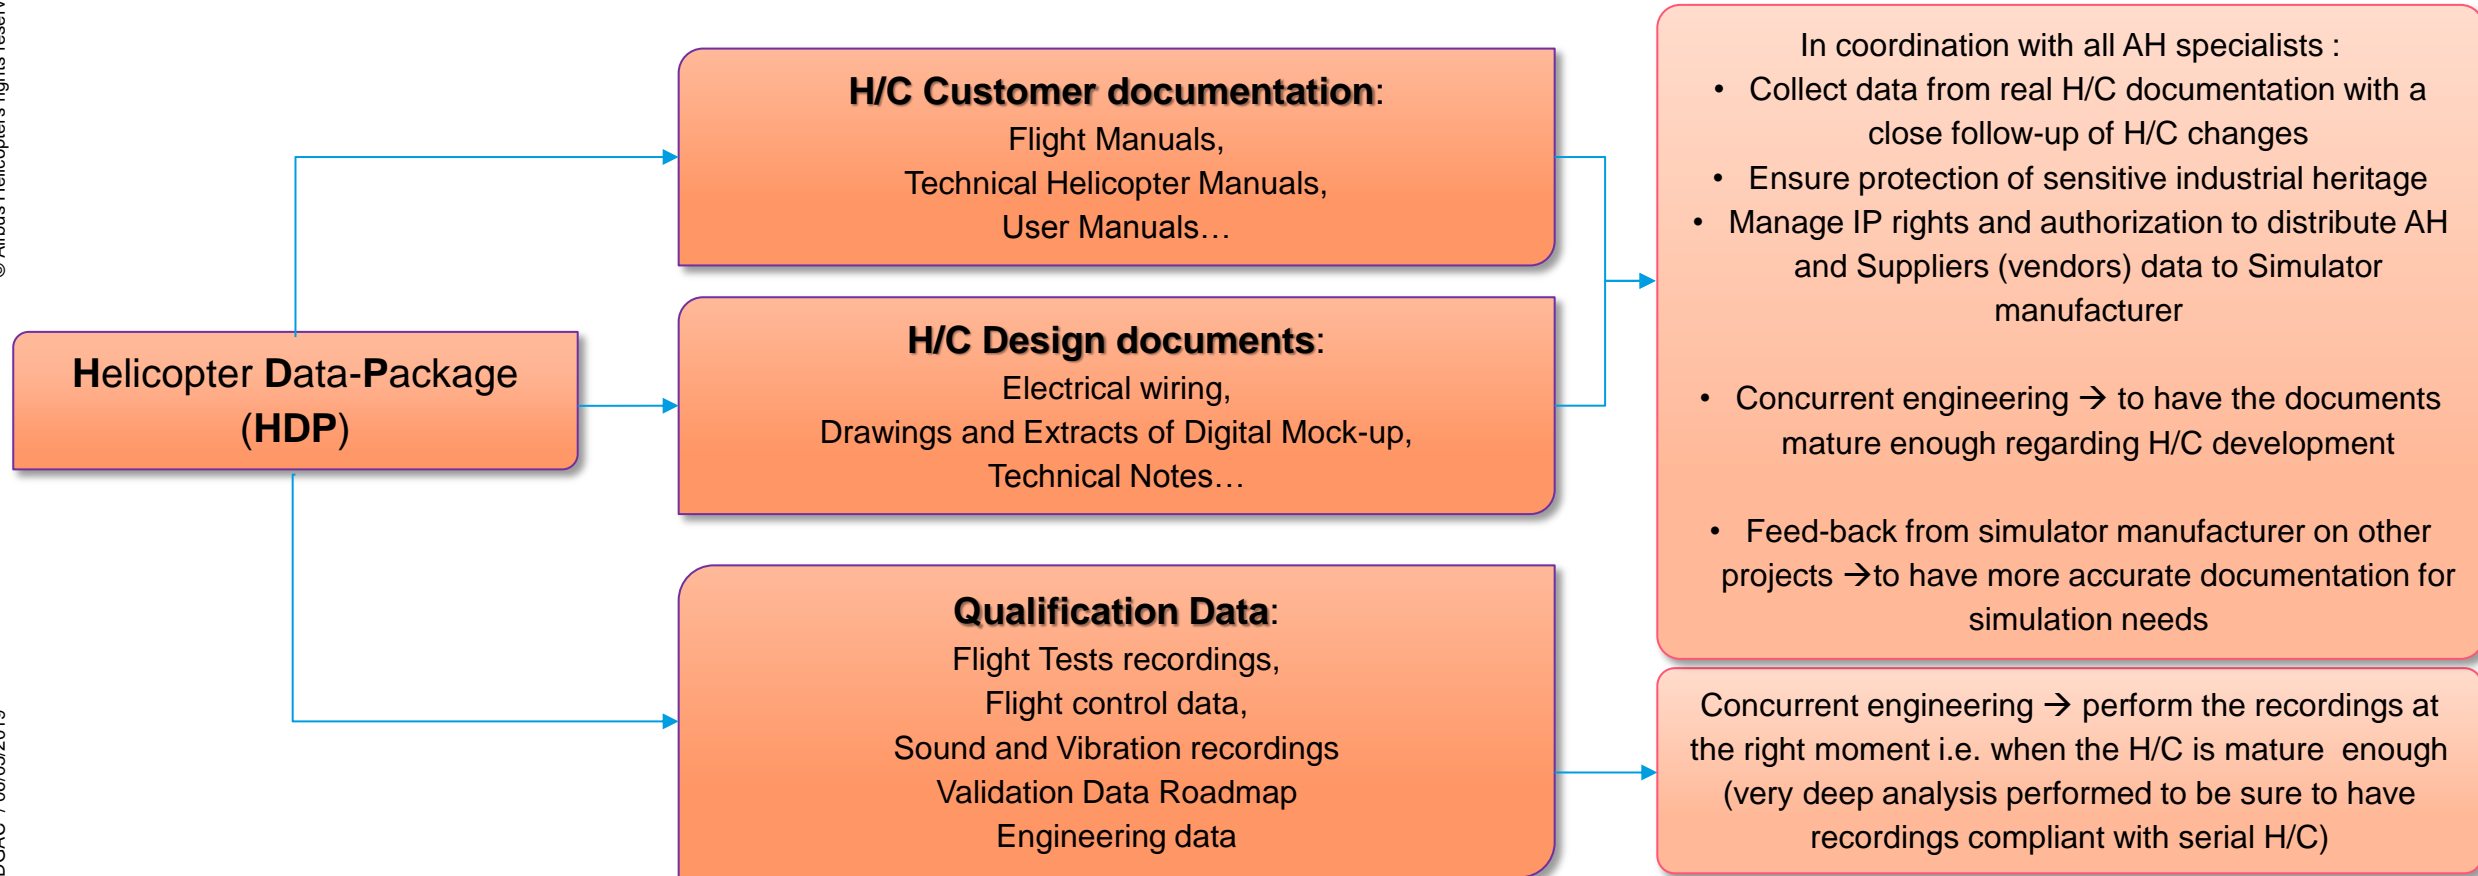 © Airbus Helicopters rights reserv
H/C Customer documentation:
Flight Manuals,
Technical Helicopter Manuals,
User Manuals…
Helicopter Data-Package
(HDP)
H/C Design documents:
Electrical wiring,
Drawings and Extracts of Digital Mock-up,
Technical Notes…
Qualification Data:
Flight Tests recordings,
Flight control data,
Sound and Vibration recordings
Validation Data Roadmap
Engineering data
In coordination with all AH specialists :
• Collect data from real H/C documentation with a
close follow-up of H/C changes
• Ensure protection of sensitive industrial heritage
• Manage IP rights and authorization to distribute AH
and Suppliers (vendors) data to Simulator
manufacturer
• Concurrent engineering → to have the documents
mature enough regarding H/C development
• Feed-back from simulator manufacturer on other
projects →to have more accurate documentation for
simulation needs
Concurrent engineering → perform the recordings at
the right moment i.e. when the H/C is mature enough
(very deep analysis performed to be sure to have
recordings compliant with serial H/C)